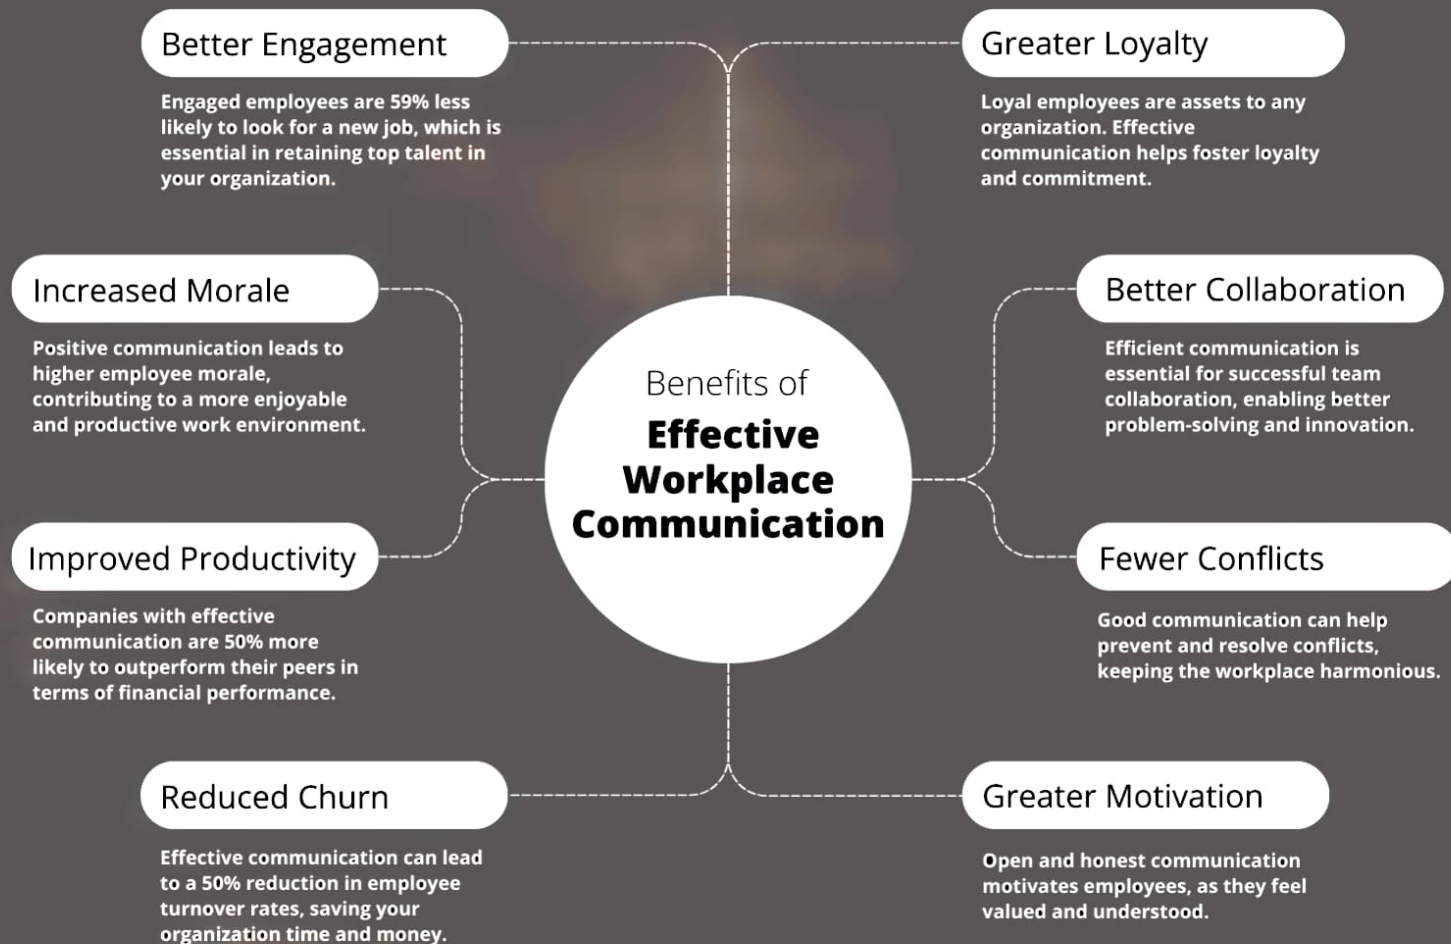 Better Engagement
Engaged employees are 59% less
likely to look for a new job, which is
essential in retaining top talent in
your organization.
Greater Loyalty
Loyal employees are assets to any
organization. Effective
communication helps foster loyalty
and commitment.
Increased Morale
Positive communication leads to
higher employee morale,
contributing to a more enjoyable
and productive work environment.
Better Collaboration
Efficient communication is
essential for successful team
collaboration, enabling better
problem-solving and innovation.
Benefits of
Effective
Workplace
Communication
Improved Productivity
Companies with effective
communication are 50% more
likely to outperform their peers in
terms of financial performance.
Fewer Conflicts
Good communication can help
prevent and resolve conflicts,
keeping the workplace harmonious.
Reduced Churn
Effective communication can lead
to a 50% reduction in employee
turnover rates, saving your
organization time and money.
Greater Motivation
Open and honest communication
motivates employees, as they feel
valued and understood.